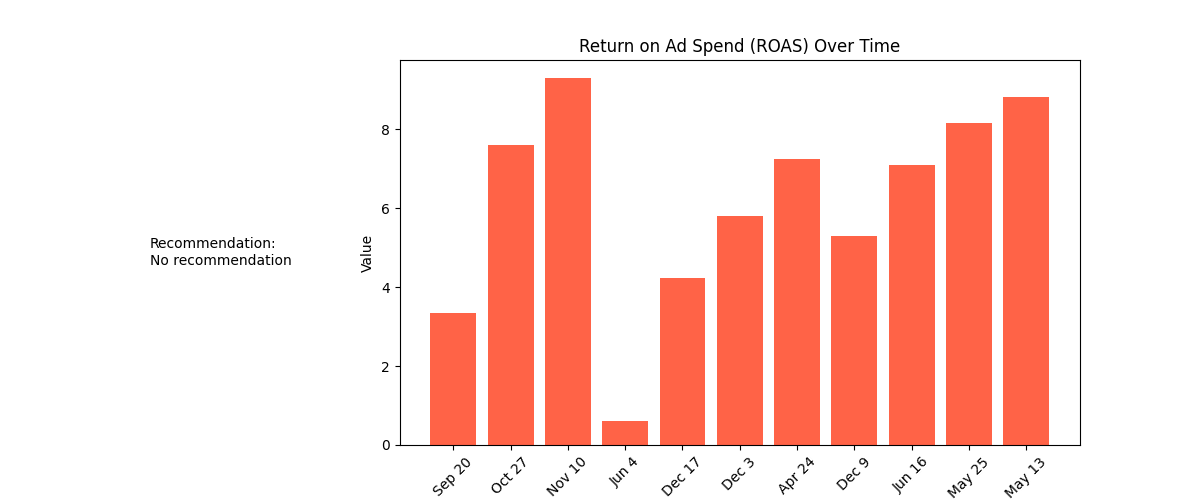 Return on Ad Spend (ROAS) Over Time
Recommendation:
No recommendation
Value
8
6
4
2
0
Sep 20
Oct 27
Nov 10
Jun 4
Dec 17
Dec 3
Apr 24
Dec 9
Jun 16
May 25
May 13